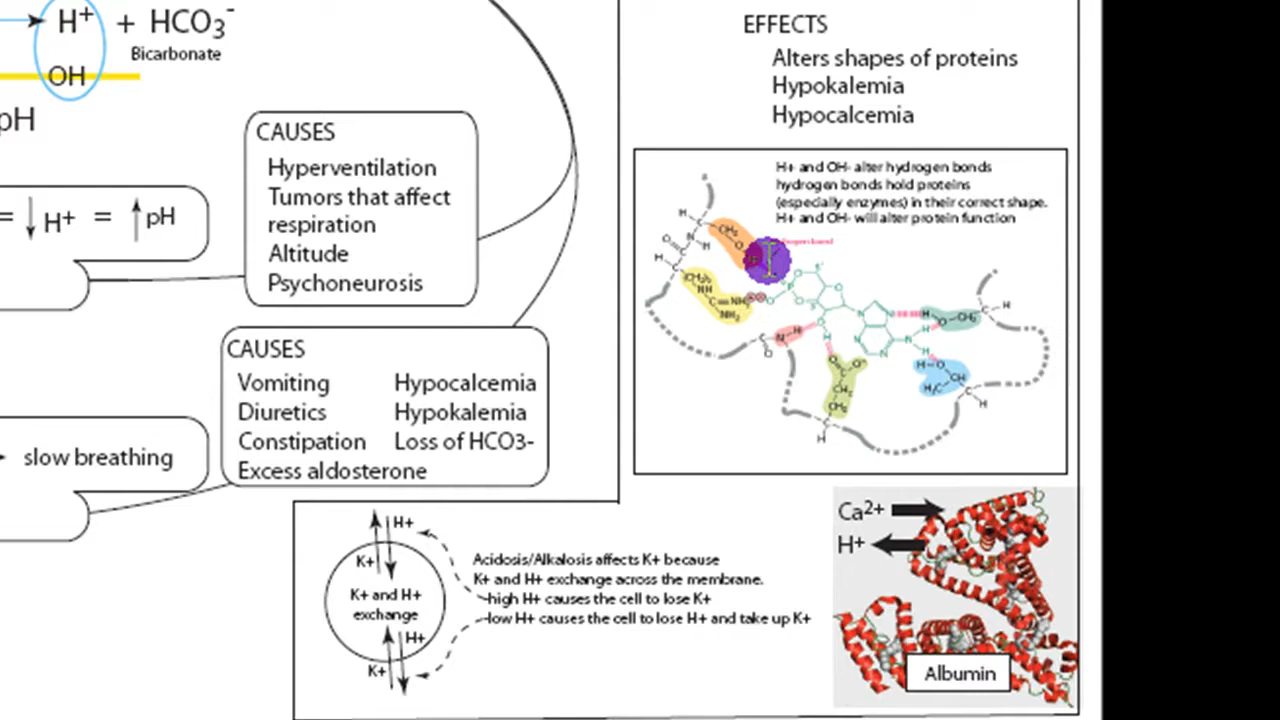 H+ + HCO3-
Bicarbonate
OH
pH
CAUSES
Hyperventilation
Tumors that affect
respiration
Altitude
Psychoneurosis
= ↓ H+ = ↑ pH
CAUSES
Vomiting Hypocalcemia
Diuretics Hypokalemia
Constipation Loss of HCO3-
Excess aldosterone
slow breathing
EFFECTS
Alters shapes of proteins
Hypokalemia
Hypocalcemia
H+ and OH- alter hydrogen bonds
hydrogen bonds hold proteins
(especially enzymes) in their correct shape.
H+ and OH- will alter protein function
H+
K+
K+ and H+
exchange
H+
K+
Acidosis/Alkalosis affects K+ because
K+ and H+ exchange across the membrane.
-high H+ causes the cell to lose K+
-low H+ causes the cell to lose H+ and take up K+
Ca2+
H+
Albumin